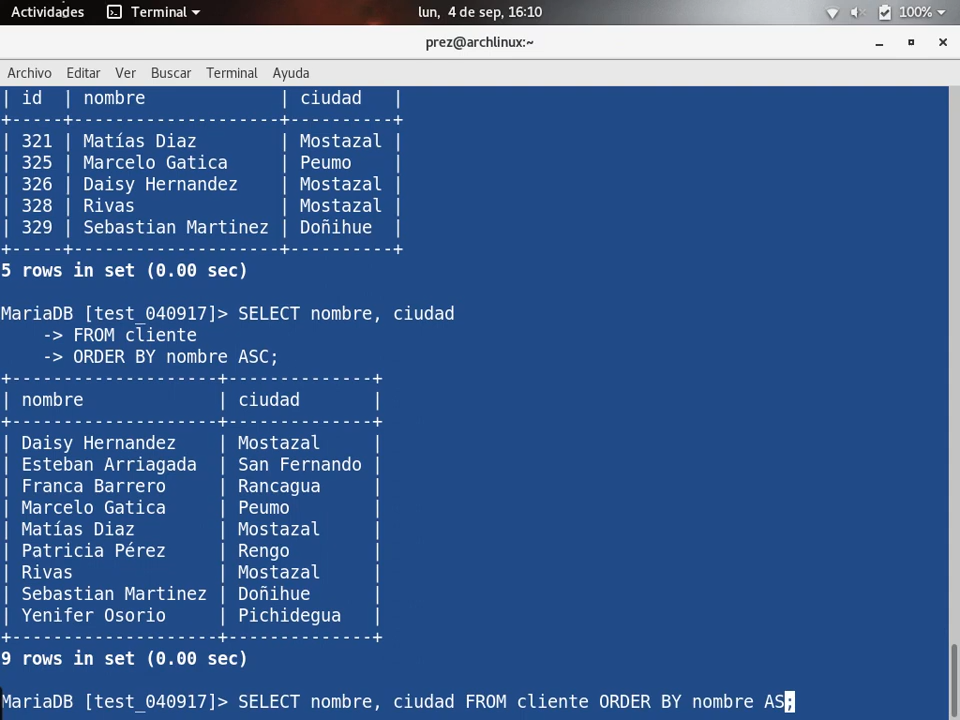 Actividades Terminal lun, 4 de sep, 16:10 100%
prez@archlinux:~
Archivo Editar Ver Buscar Terminal Ayuda
| id | nombre | ciudad |
+-----+--------------------+----------+
| 321 | Matías Diaz | Mostazal |
| 325 | Marcelo Gatica | Peumo |
| 326 | Daisy Hernandez | Mostazal |
| 328 | Rivas | Mostazal |
| 329 | Sebastian Martinez | Doñihue |
+-----+--------------------+----------+
5 rows in set (0.00 sec)
MariaDB [test_040917]> SELECT nombre, ciudad
-> FROM cliente
-> ORDER BY nombre ASC;
+--------------------+--------------+
| nombre | ciudad |
+--------------------+--------------+
| Daisy Hernandez | Mostazal |
| Esteban Arriagada | San Fernando |
| Franca Barrero | Rancagua |
| Marcelo Gatica | Peumo |
| Matías Diaz | Mostazal |
| Patricia Pérez | Rengo |
| Rivas | Mostazal |
| Sebastian Martinez | Doñihue |
| Yenifer Osorio | Pichidegua |
+--------------------+--------------+
9 rows in set (0.00 sec)
MariaDB [test_040917]> SELECT nombre, ciudad FROM cliente ORDER BY nombre AS;